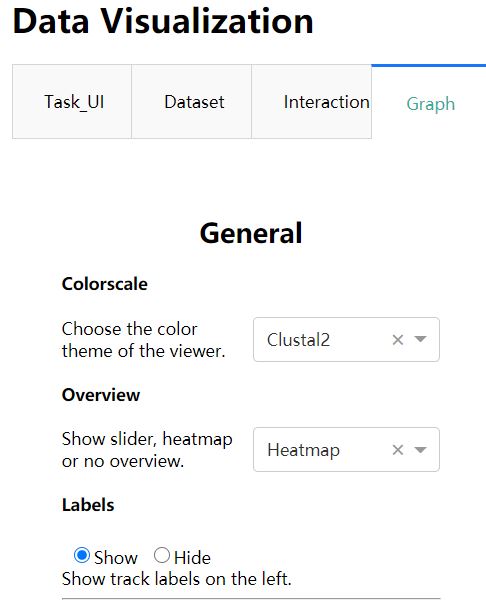 Data Visualization
Task_UI Dataset Interaction Graph
General
Colorscale
Choose the color
theme of the viewer.
Clustal2
Overview
Show slider, heatmap
or no overview.
Heatmap
Labels
Show Hide
Show track labels on the left.